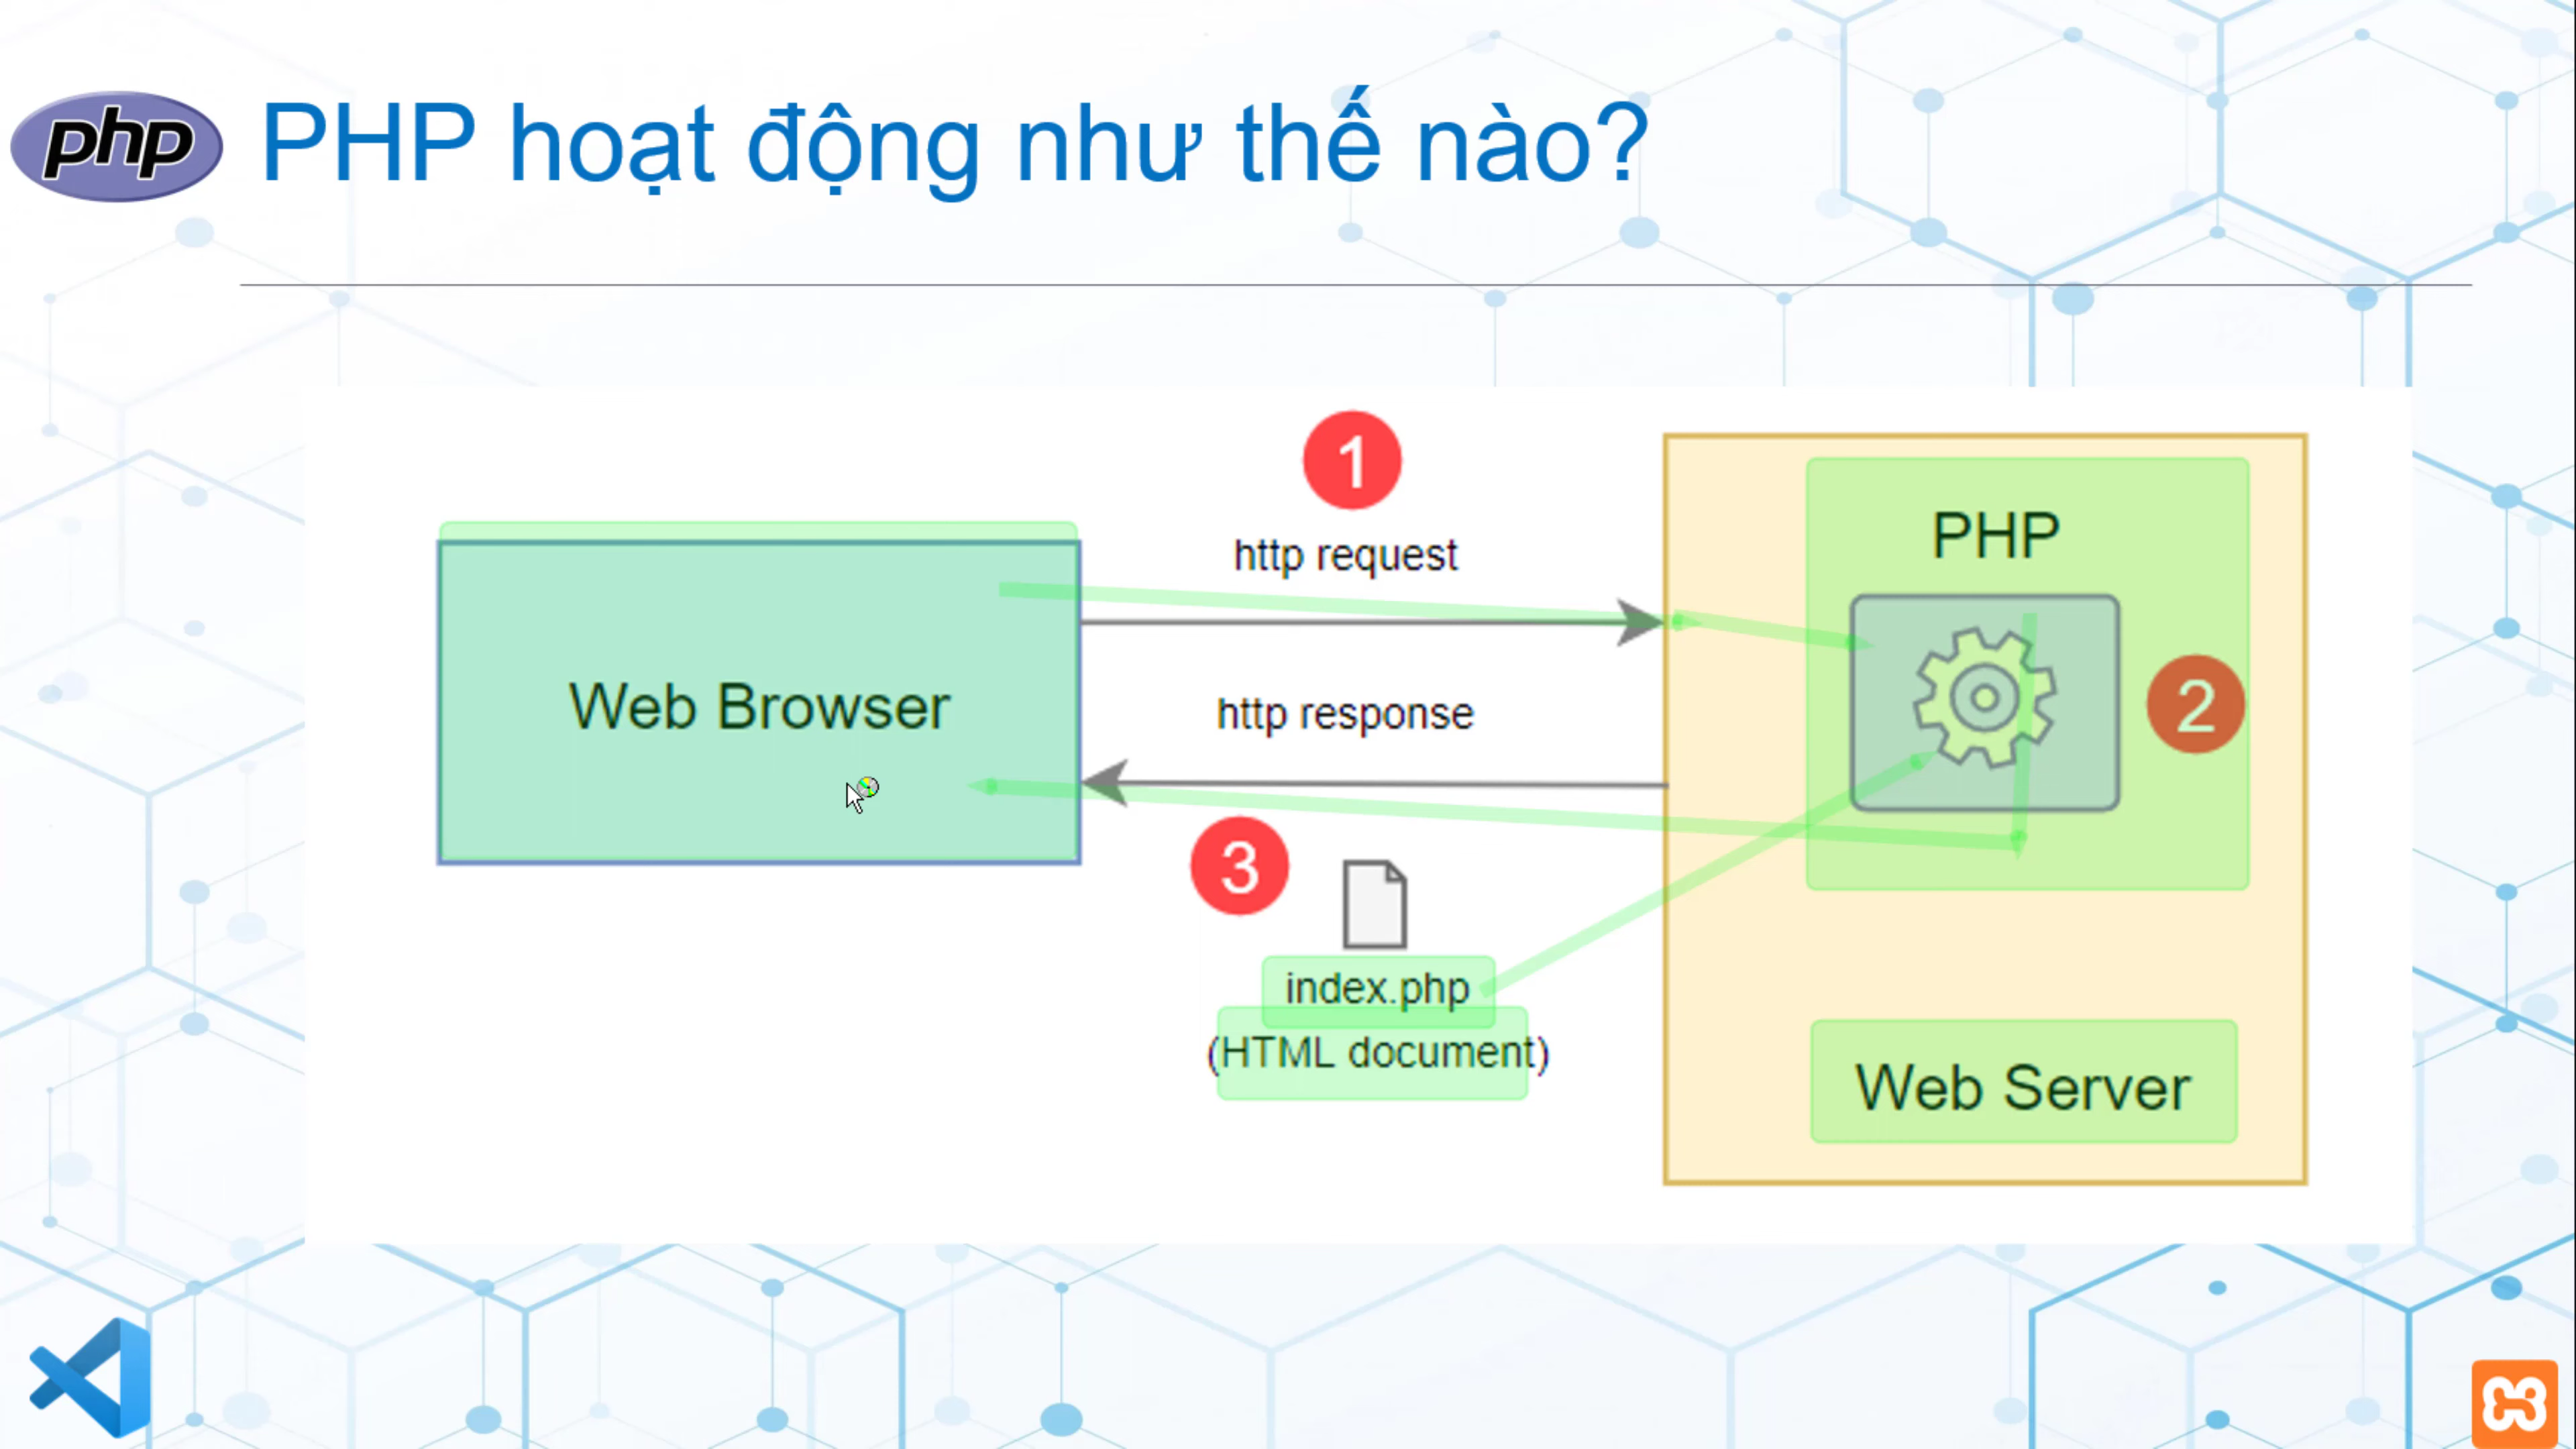 php
PHP hoạt động như thế nào?
1
http request
PHP
Web Browser
2
http response
3
index.php
(HTML document)
Web Server